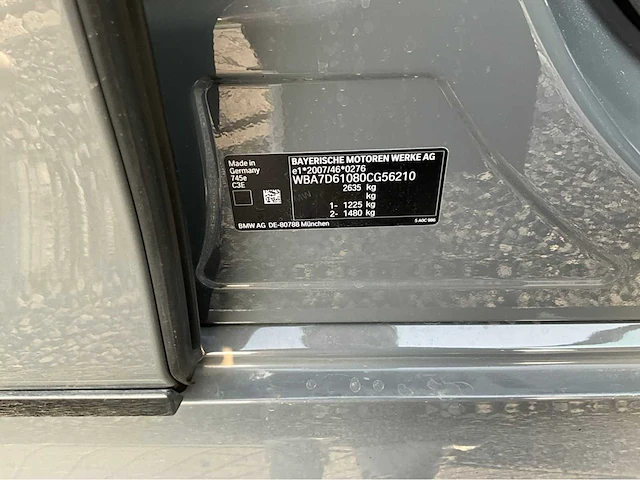 Made in
Germany
745e
C3E
BAYERISCHE MOTOREN WERKE AG
e1*2007/46*0276
WBA7D61080CG56210
2635 kg
kg
1- 1225 kg
2- 1480 kg
BMW AG DE-80788 München